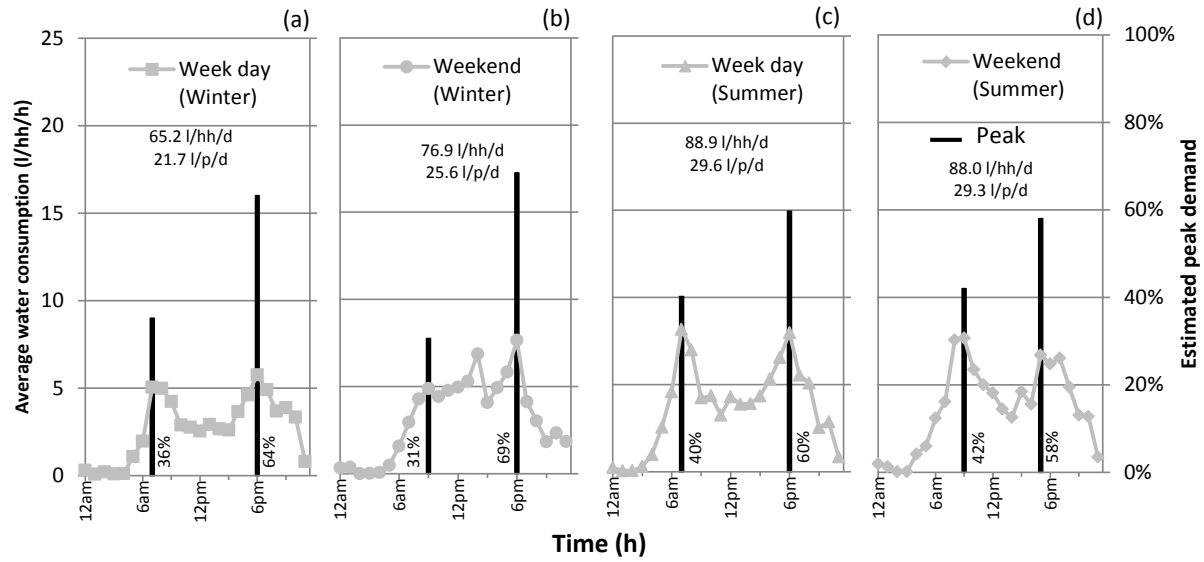 (a)
(b)
(c)
(d)
Average water consumption (l/hh/h)
25
20
15
10
5
0
Week day
(Winter)
65.2 l/hh/d
21.7 l/p/d
36%
64%
12am
6am
12pm
6pm
Weekend
(Winter)
76.9 l/hh/d
25.6 l/p/d
31%
69%
12am
6am
12pm
6pm
Week day
(Summer)
88.9 l/hh/d
29.6 l/p/d
40%
60%
12am
6am
12pm
6pm
Weekend
(Summer)
Peak
88.0 l/hh/d
29.3 l/p/d
42%
58%
12am
6am
12pm
6pm
100%
80%
60%
40%
20%
0%
Estimated peak demand
Time (h)